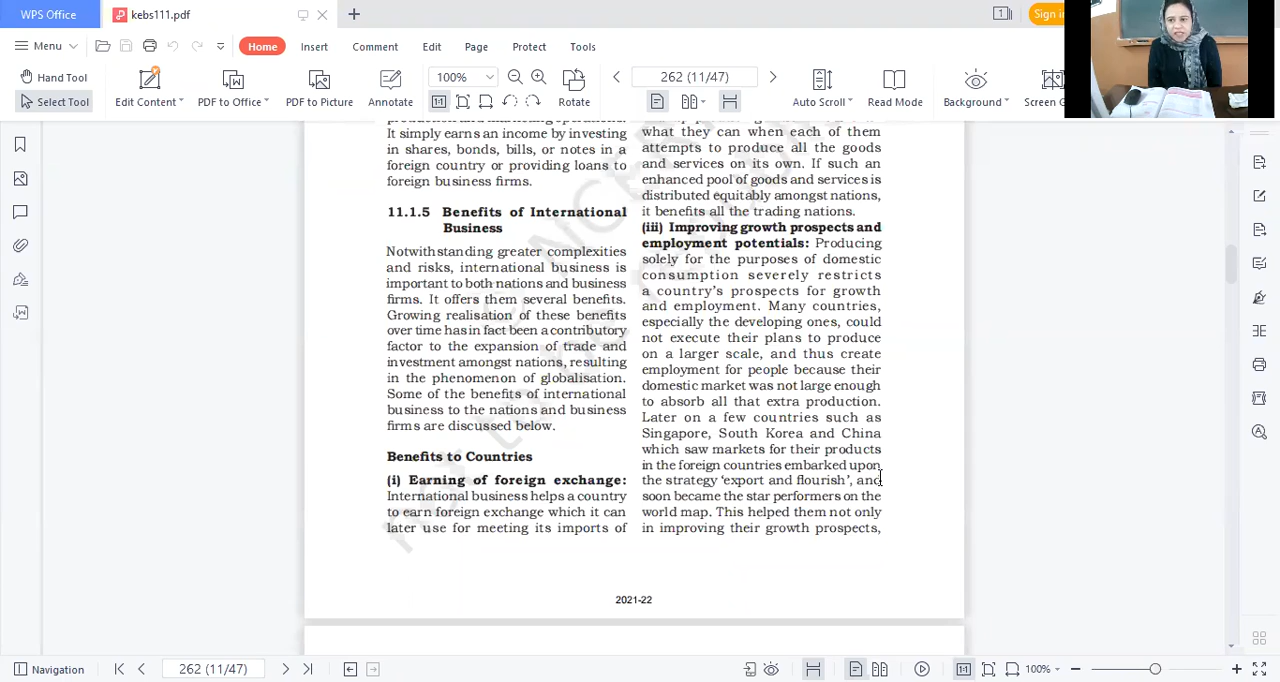 WPS Office
kebs111.pdf
1
Sign in
Menu
Home
Insert
Comment
Edit
Page
Protect
Tools
Hand Tool
Select Tool
Edit Content
PDF to Office
PDF to Picture
Annotate
100%
Rotate
262 (11/47)
Auto Scroll
Read Mode
Background
Screen G
It simply earns an income by investing
in shares, bonds, bills, or notes in a
foreign country or providing loans to
foreign business firms.
11.1.5 Benefits of International
Business
Notwithstanding greater complexities
and risks, international business is
important to both nations and business
firms. It offers them several benefits.
Growing realisation of these benefits
over time has in fact been a contributory
factor to the expansion of trade and
investment amongst nations, resulting
in the phenomenon of globalisation.
Some of the benefits of international
business to the nations and business
firms are discussed below.
Benefits to Countries
(i) Earning of foreign exchange:
International business helps a country
to earn foreign exchange which it can
later use for meeting its imports of
what they can when each of them
attempts to produce all the goods
and services on its own. If such an
enhanced pool of goods and services is
distributed equitably amongst nations,
it benefits all the trading nations.
(iii) Improving growth prospects and
employment potentials: Producing
solely for the purposes of domestic
consumption severely restricts
a country's prospects for growth
and employment. Many countries,
especially the developing ones, could
not execute their plans to produce
on a larger scale, and thus create
employment for people because their
domestic market was not large enough
to absorb all that extra production.
Later on a few countries such as
Singapore, South Korea and China
which saw markets for their products
in the foreign countries embarked upon
the strategy 'export and flourish', and
soon became the star performers on the
world map. This helped them not only
in improving their growth prospects,
2021-22
Navigation
262 (11/47)
100%